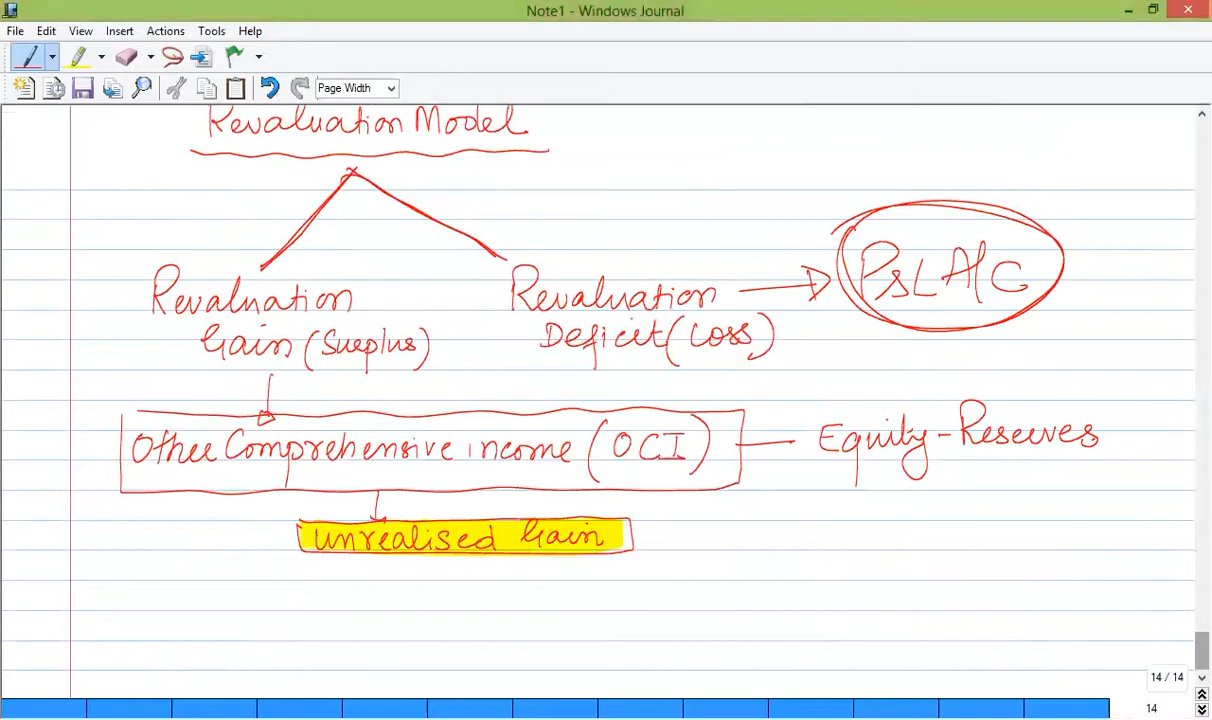 Note1 - Windows Journal
File Edit View Insert Actions Tools Help
Page Width
Revaluation Model
Revaluation Gain (Surplus)
Revaluation Deficit (Loss)
P&L A/C
Other Comprehensive income (OCI)
Equity - Reserves
unrealised Gain
14 / 14
14